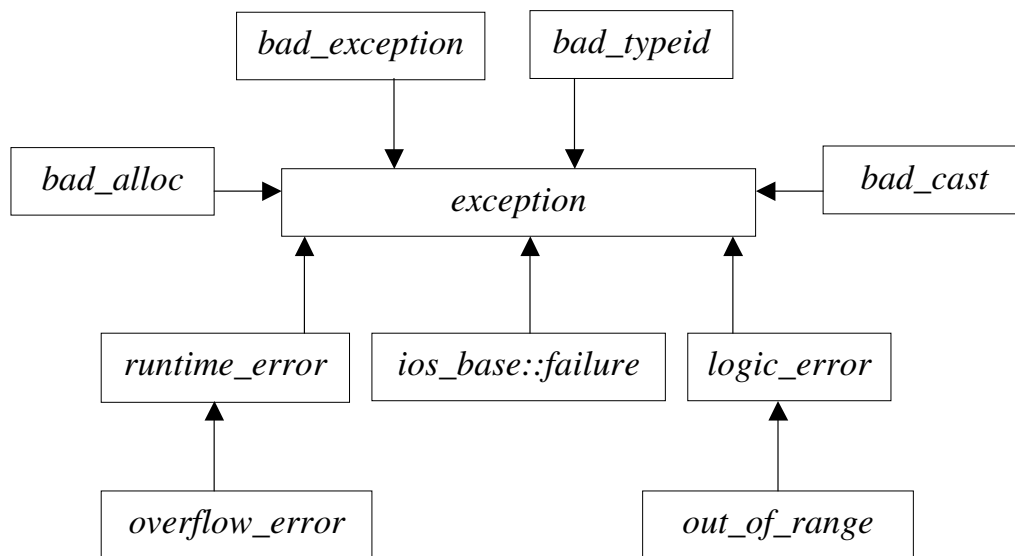 bad_exception
bad_typeid
bad_alloc
exception
bad_cast
runtime_error
ios_base::failure
logic_error
overflow_error
out_of_range